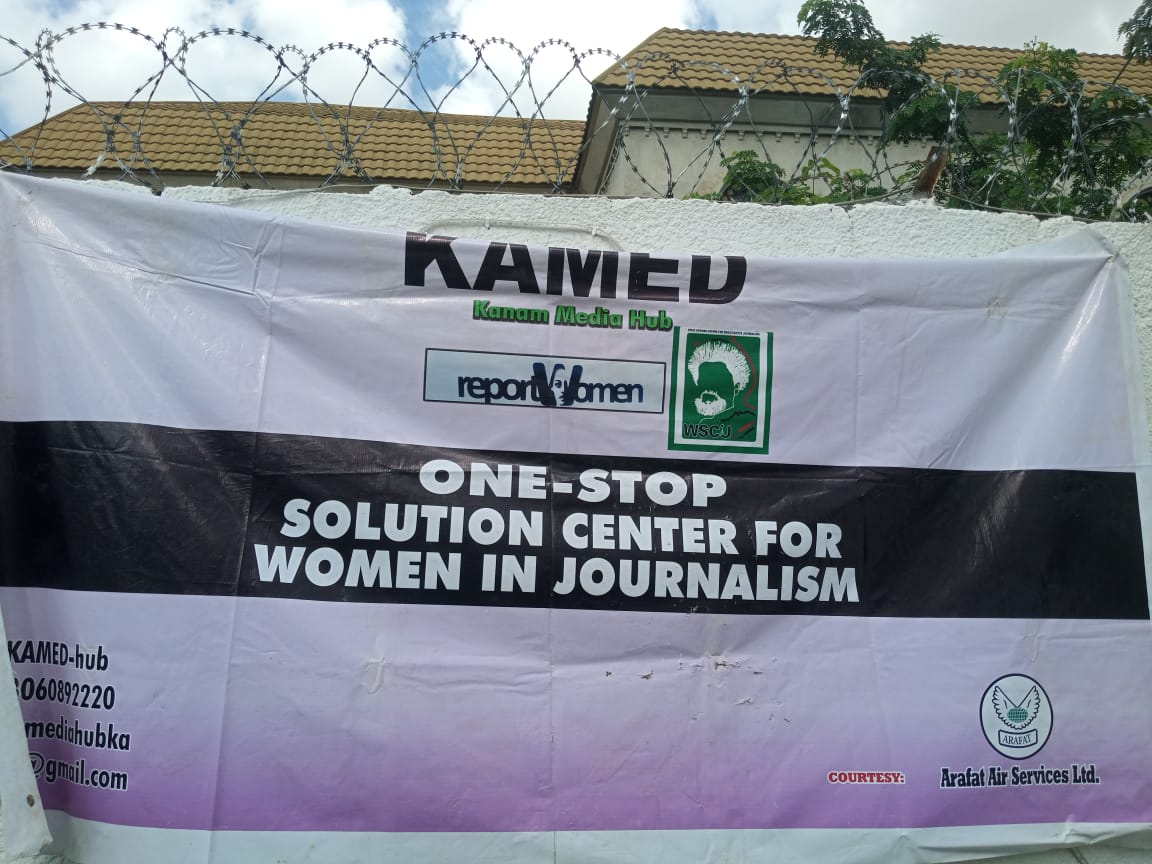 KAMED
Kanam Media Hub
reportWomen
WSCIJ
ONE-STOP
SOLUTION CENTER FOR
WOMEN IN JOURNALISM
KAMED-hub
060892220
mediahubka
@gmail.com
ARAFAT
COURTESY: Arafat Air Services Ltd.